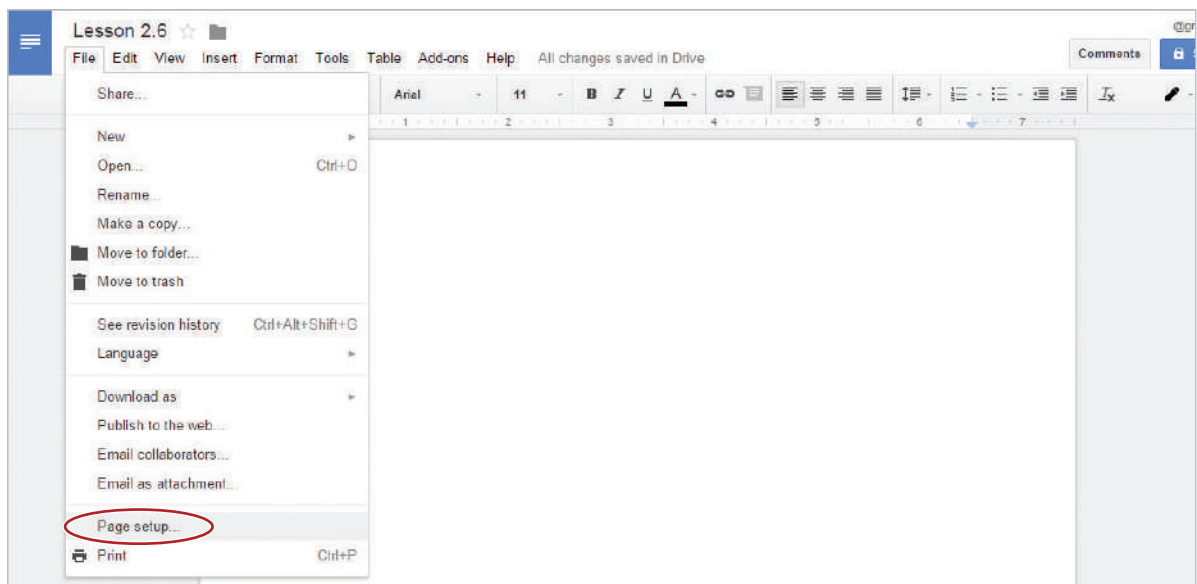 Lesson 2.6
@gr
File Edit View Insert Format Tools Table Add-ons Help All changes saved in Drive
Comments
Arial 11 B I U A
1 2 3 4 5 6 7
Share...
New
Open... Ctrl+O
Rename...
Make a copy...
Move to folder...
Move to trash
See revision history Ctrl+Alt+Shift+G
Language
Download as
Publish to the web...
Email collaborators...
Email as attachment...
Page setup...
Print Ctrl+P